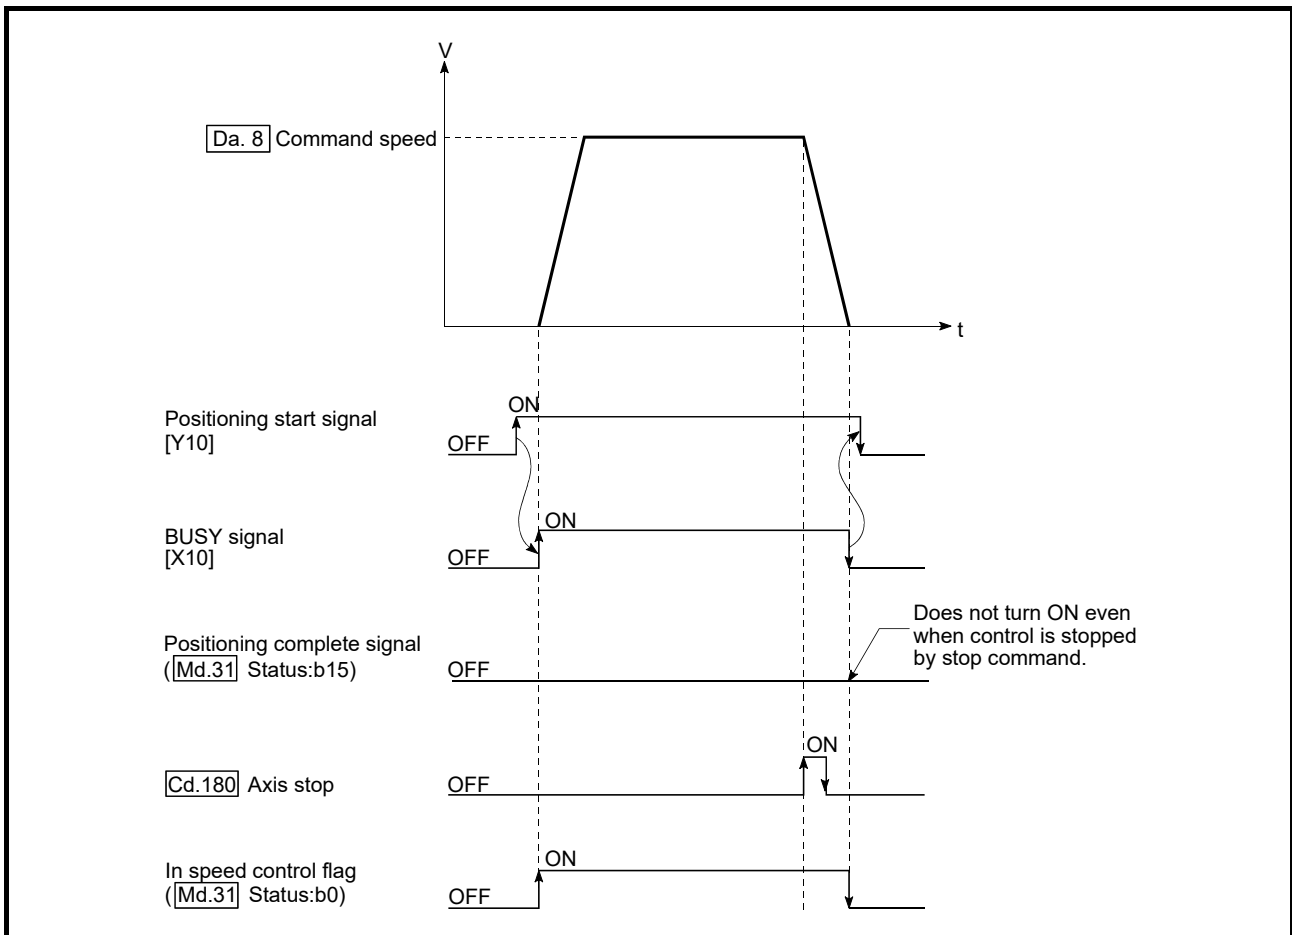 V
Da. 8 Command speed
t
ON
Positioning start signal
[Y10]
OFF
ON
BUSY signal
[X10]
OFF
Does not turn ON even
when control is stopped
by stop command.
Positioning complete signal
( Md.31 Status:b15)
OFF
ON
Cd.180 Axis stop
OFF
ON
In speed control flag
( Md.31 Status:b0)
OFF